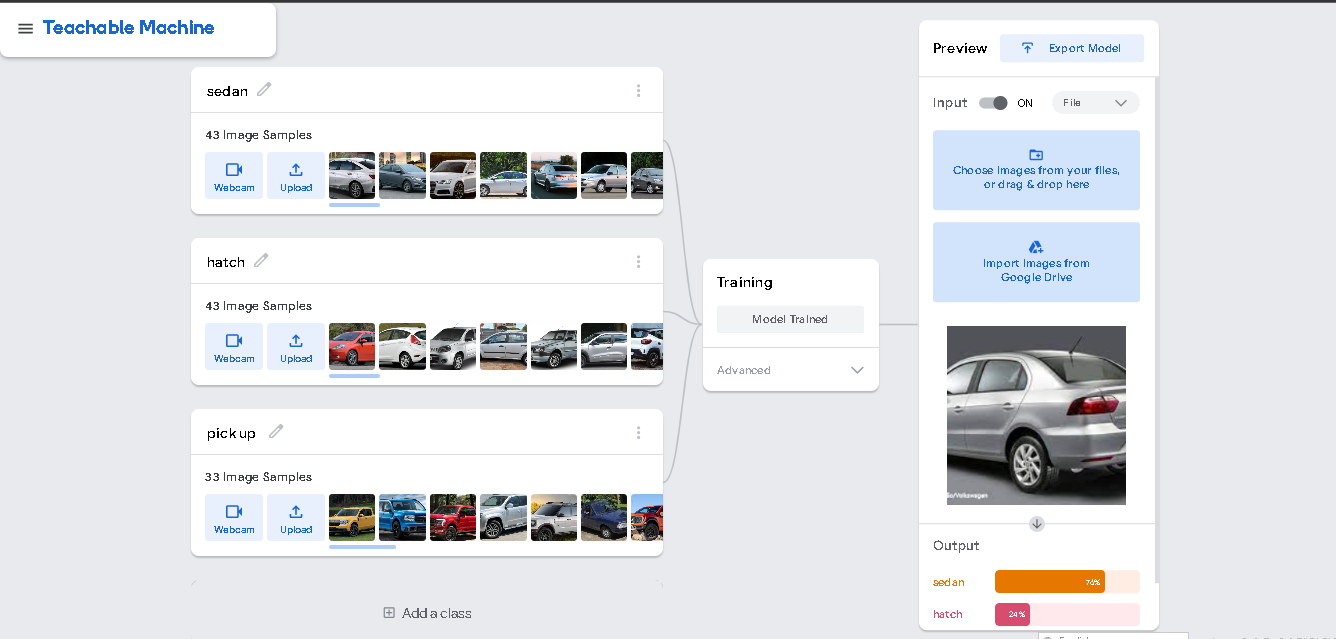 Teachable Machine
sedan
43 Image Samples
Webcam
Upload
hatch
43 Image Samples
Webcam
Upload
pick up
33 Image Samples
Webcam
Upload
Add a class
Training
Model Trained
Advanced
Preview
Export Model
Input
ON
File
Choose images from your files,
or drag & drop here
Import images from
Google Drive
Output
sedan
76%
hatch
24%